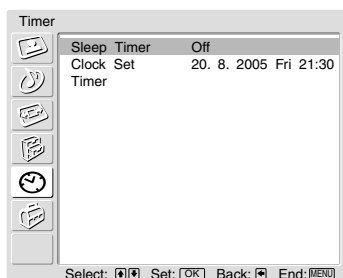 Timer
Sleep Timer Off
Clock Set 20. 8. 2005 Fri 21:30
Timer
Select: Set: OK Back: End: MENU